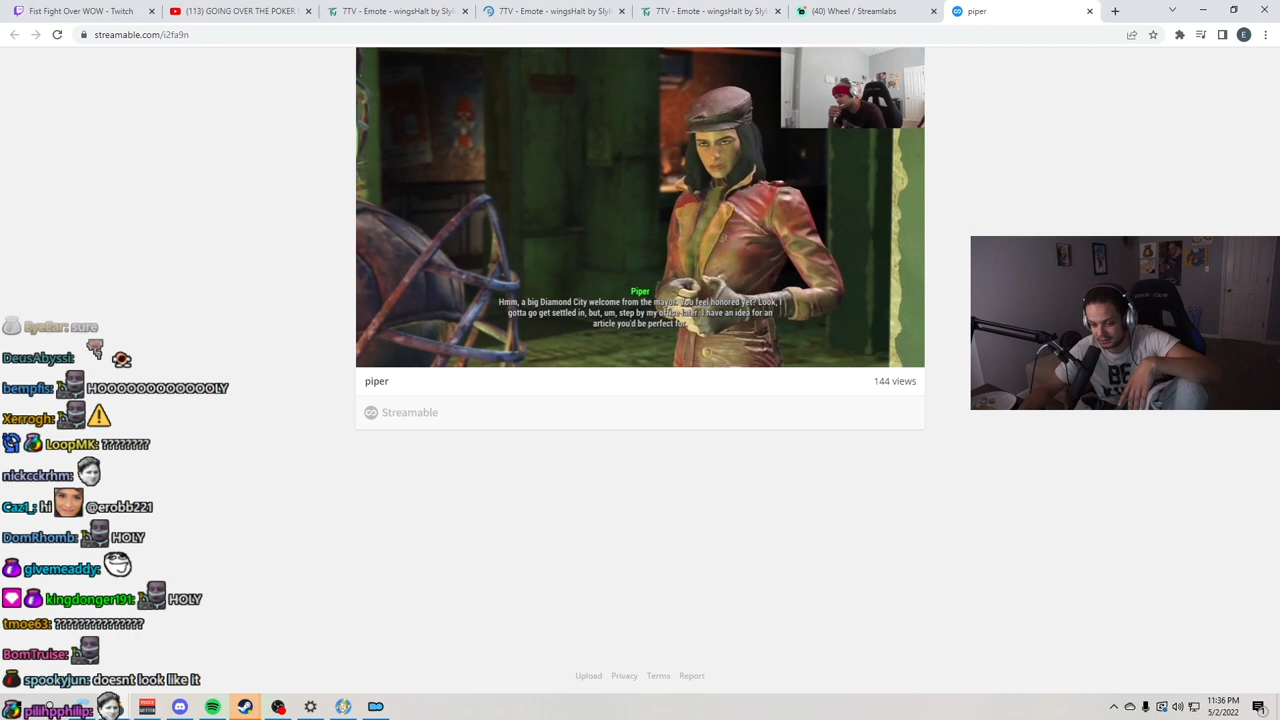 Fist Fight Over WOW - Twitch
(113) GOING OVER THE POKER
7TV - Emote - wingsHalt by Sly
7TV - Emote - wingsHalt by Sly
7TV - Emote - wingsHalt by Sly
(40) Wheel / Streamlabs
piper
streamable.com/i2fa9n
E
Piper
Hmm, a big Diamond City welcome from the mayor. You feel honored yet? Look, I
gotta go get settled in, but, um, step by my office later. I have an idea for an
article you'd be perfect for.
piper
144 views
Streamable
EyeEar: sure
DeusAbyssi:
bempfis: HOOOOOOOOOOOOOLY
Xerrogh:
LoopMK: ????????
nickcckrhm:
Caz1_: hi @erobb221
DomRhomb: HOLY
givemeaddy:
kingdonger191: HOLY
tmoe63: ???????????????
BomTruise:
spookyjun: doesnt look like it
pilihpphilip:
Upload Privacy Terms Report
11:36 PM
5/2/2022